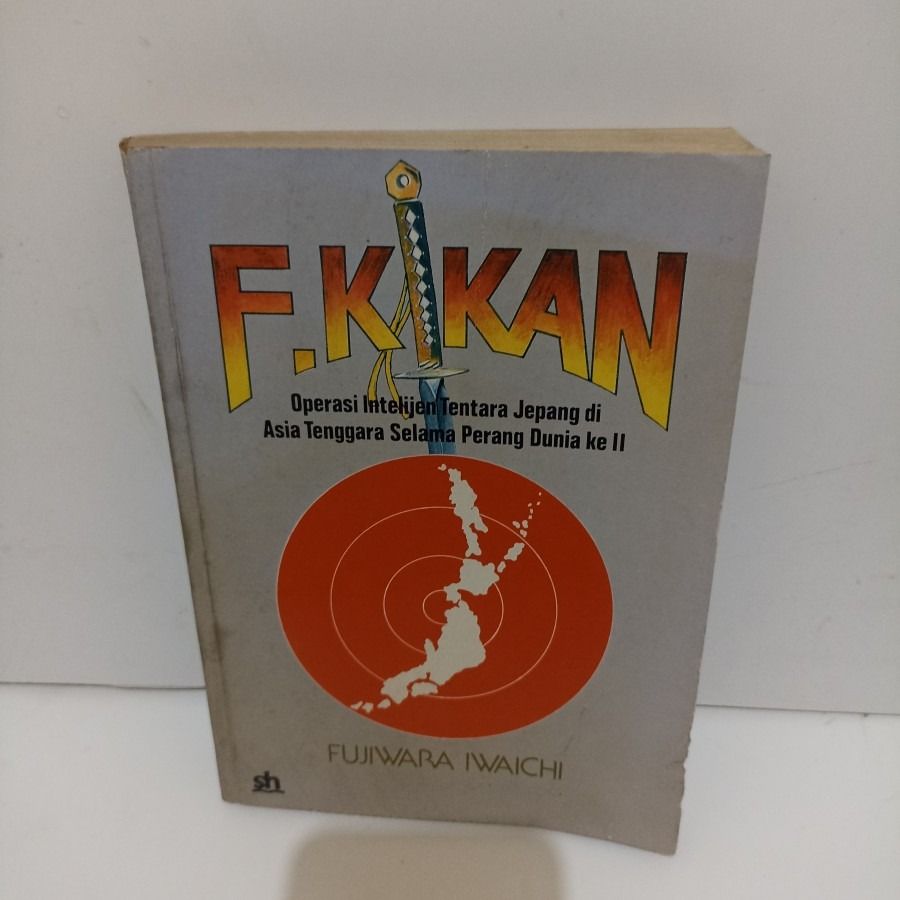 F.KIKAN
Operasi Intelijen Tentara Jepang di
Asia Tenggara Selama Perang Dunia ke II
FUJIWARA IWAICHI
sh